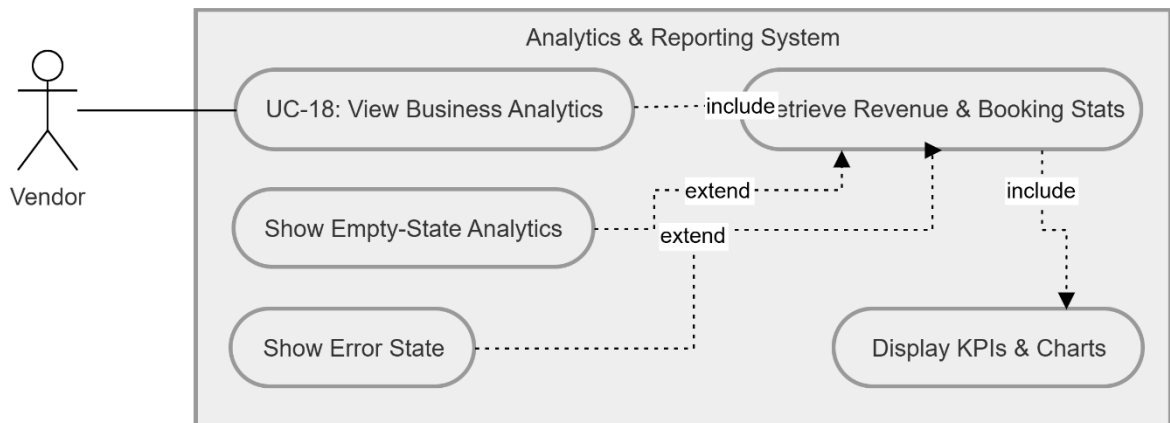 Analytics & Reporting System
UC-18: View Business Analytics
include
etrieve Revenue & Booking Stats
Vendor
extend
include
Show Empty-State Analytics
extend
Show Error State
Display KPIs & Charts